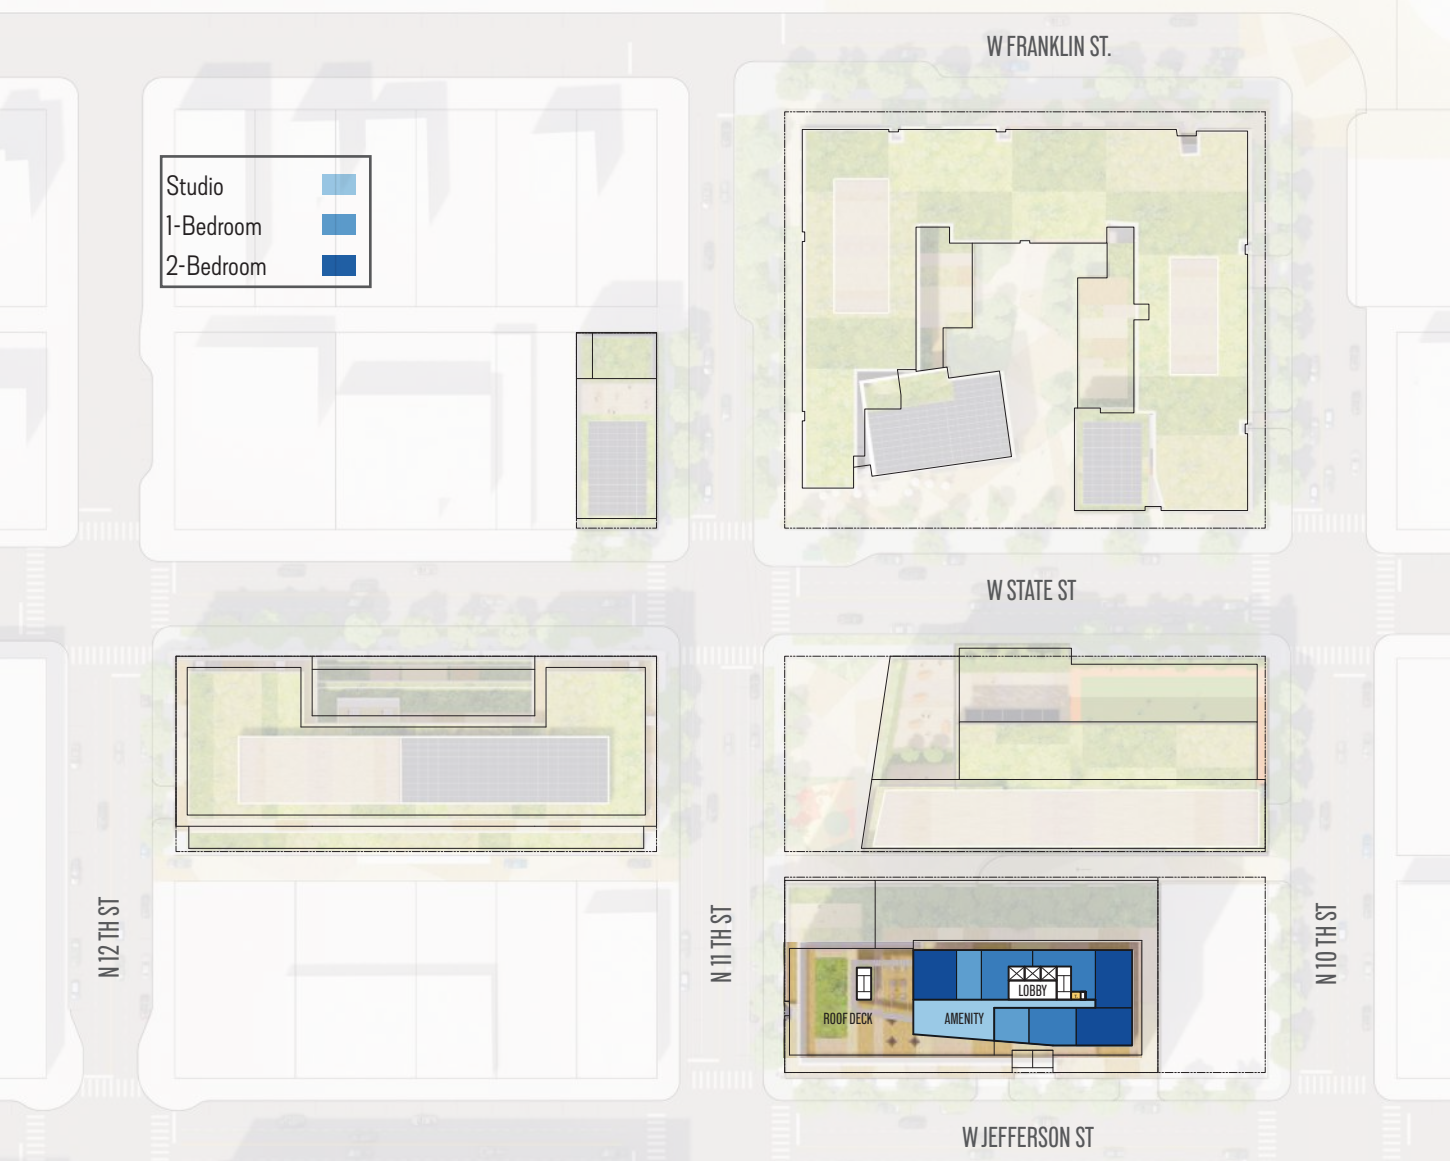 W FRANKLIN ST.
Studio
1-Bedroom
2-Bedroom
W STATE ST
N 12 TH ST
N 11 TH ST
N 10 TH ST
LOBBY
ROOF DECK
AMENITY
W JEFFERSON ST